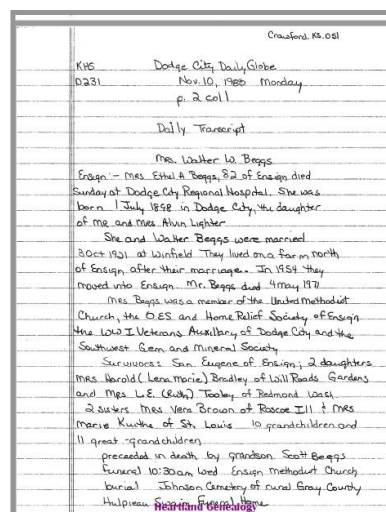 Crawford, KS. 051
KHS Dodge City Daily Globe
D231 Nov. 10, 1980 Monday
p. 2 col 1
Daily Transcript
Mrs. Walter W. Beggs
Ensign - Mrs Ethel A Beggs, 82 of Ensign died
Sunday at Dodge City Regional Hospital. She was
born 1 July 1898 in Dodge City, the daughter
of MR and Mrs Alvin Lighter
She and Walter Beggs were married
30 Oct 1921 at Winfield They lived on a farm north
of Ensign after their marriage. In 1954 they
moved into Ensign. Mr. Beggs died 4 May 1971
Mrs Beggs was a member of the United Methodist
Church, the OES and Home Relief Society of Ensign
the WW I Veterans Auxillary of Dodge City and the
Southwest Gem and Mineral Society
Survivors: Son Eugene of Ensign; 2 daughters
Mrs Harold (Lena Marie) Bradley of Will Roads Gardens
and Mrs L.E. (Ruth) Tooley of Redmond Wash
2 sisters Mrs Vera Brown of Roscoe Ill & Mrs
Marie Kunthe of St. Louis 10 grandchildren and
11 great-grandchildren
preceeded in death by grandson Scott Beggs
Funeral 10:30 am Wed Ensign Methodist Church
burial Johnson Cemetery of rural Gray County
Hulpieau Swain Funeral Home
Heartland Genealogy